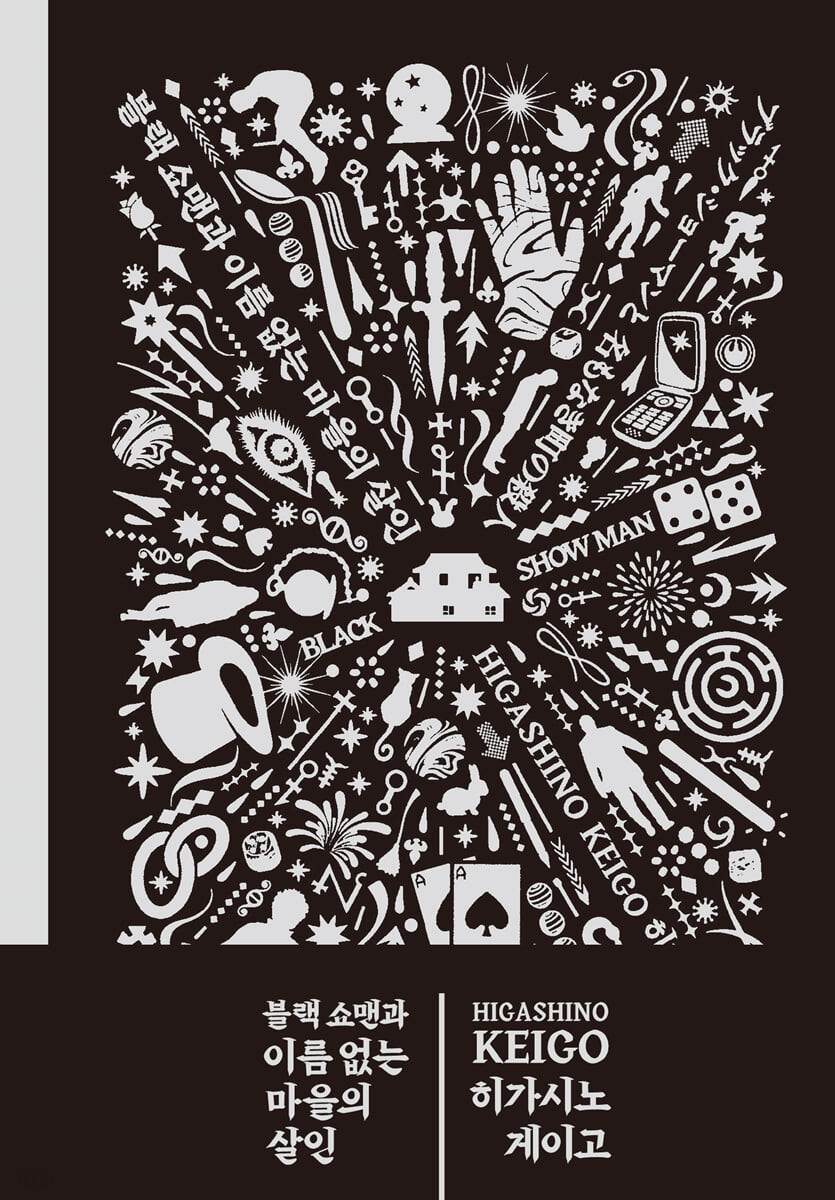 블랙 쇼맨과 이름 없는 마을의 살인
ブラック・ショーマンと
名もなき町の殺人
SHOW MAN
BLACK
HIGASHINO KEIGO 히
A
A
블랙 쇼맨과
이름 없는
마을의
살인
HIGASHINO
KEIGO
히가시노
게이고